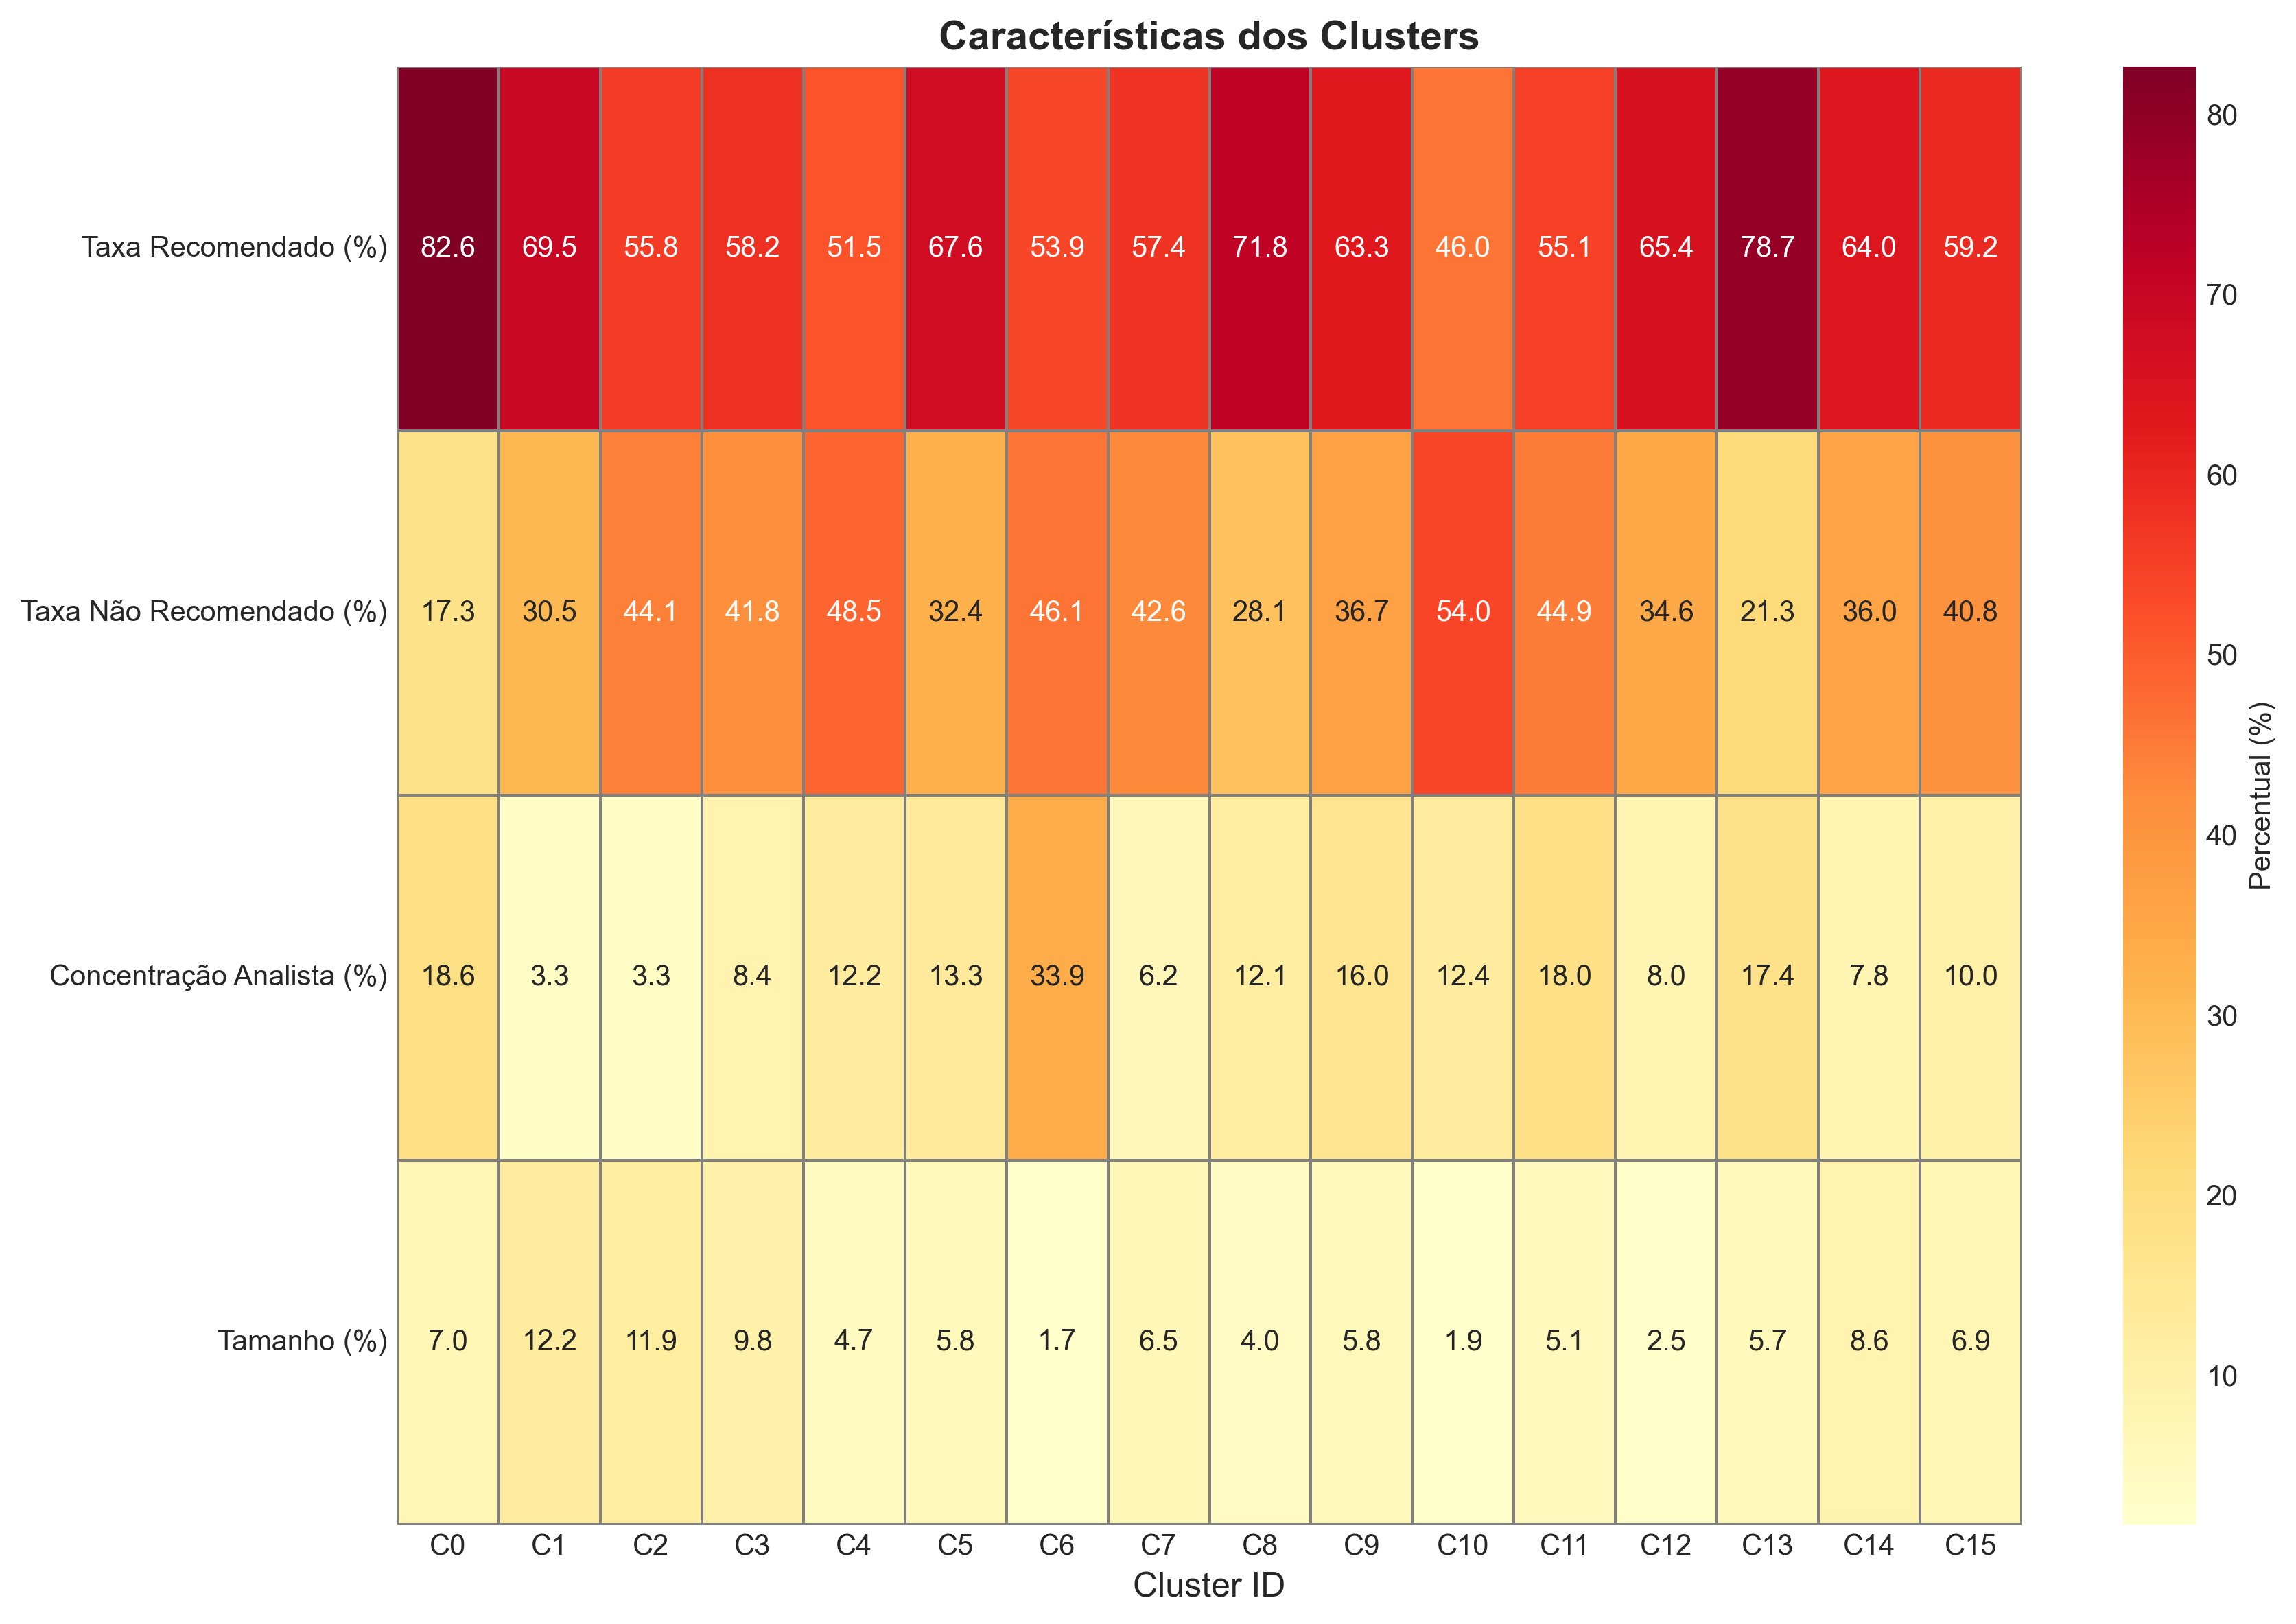 Características dos Clusters
Taxa Recomendado (%) 82.6 69.5 55.8 58.2 51.5 67.6 53.9 57.4 71.8 63.3 46.0 55.1 65.4 78.7 64.0 59.2
Taxa Não Recomendado (%) 17.3 30.5 44.1 41.8 48.5 32.4 46.1 42.6 28.1 36.7 54.0 44.9 34.6 21.3 36.0 40.8
Concentração Analista (%) 18.6 3.3 3.3 8.4 12.2 13.3 33.9 6.2 12.1 16.0 12.4 18.0 8.0 17.4 7.8 10.0
Tamanho (%) 7.0 12.2 11.9 9.8 4.7 5.8 1.7 6.5 4.0 5.8 1.9 5.1 2.5 5.7 8.6 6.9
C0 C1 C2 C3 C4 C5 C6 C7 C8 C9 C10 C11 C12 C13 C14 C15
Cluster ID
80
70
60
50
40
30
20
10
Percentual (%)